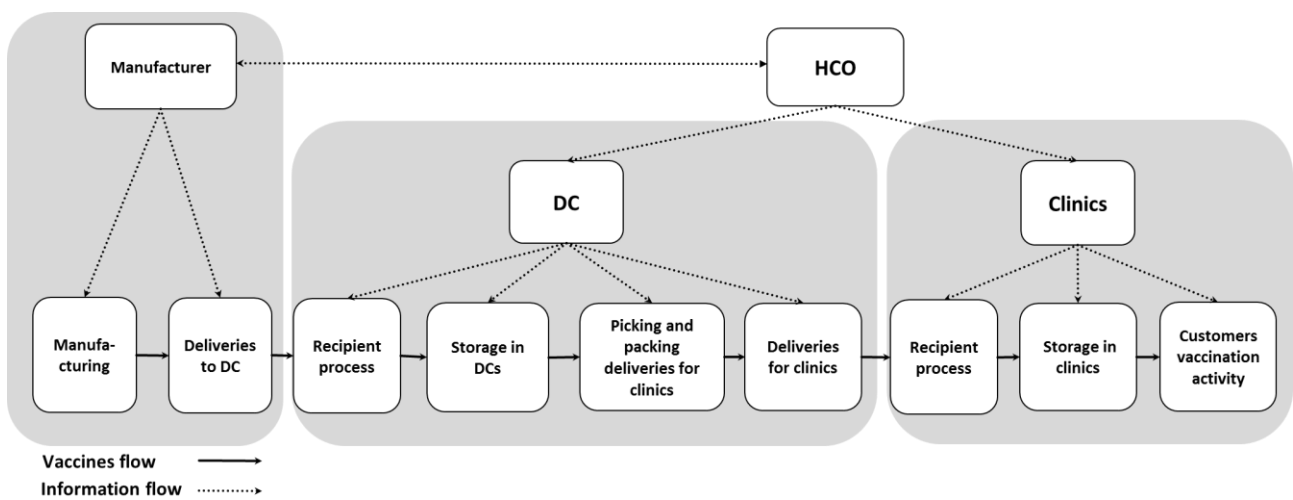 Manufacturer
HCO
DC
Clinics
Manufa-
cturing
Deliveries
to DC
Recipient
process
Storage in
DCs
Picking and
packing
deliveries for
clinics
Deliveries
for clinics
Recipient
process
Storage in
clinics
Customers
vaccination
activity
Vaccines flow
Information flow